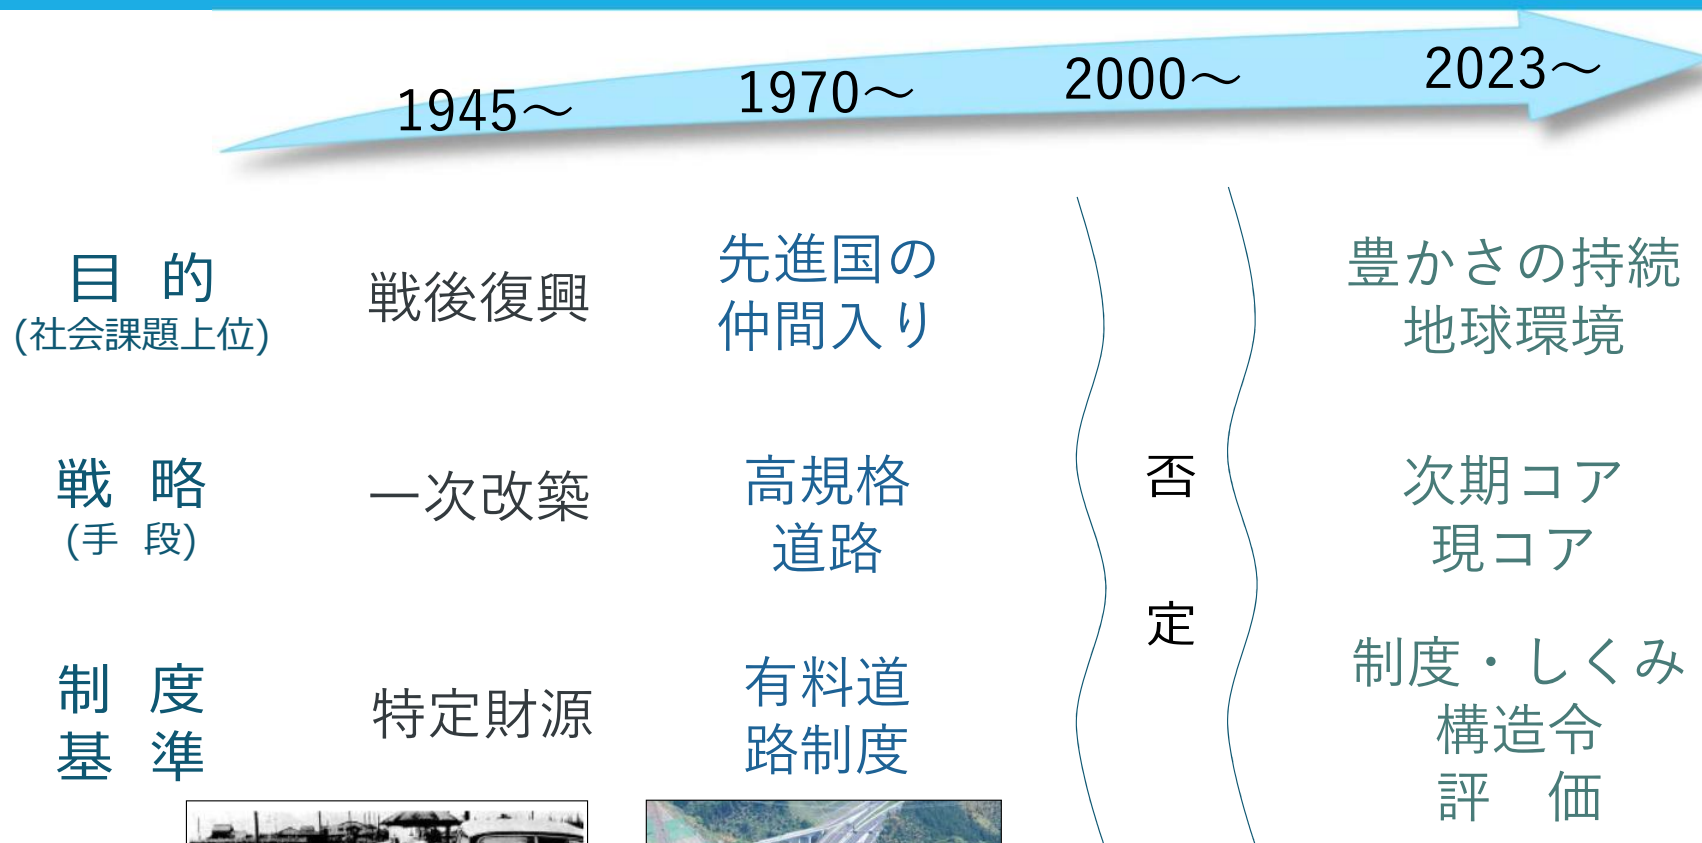 1945～
1970～
2000～
2023～
目 的
(社会課題上位)
戦後復興
先進国の
仲間入り
豊かさの持続
地球環境
戦 略
(手 段)
一次改築
高規格
道路
否
定
次期コア
現コア
制 度
基 準
特定財源
有料道
路制度
制度・しくみ
構造令
評 価